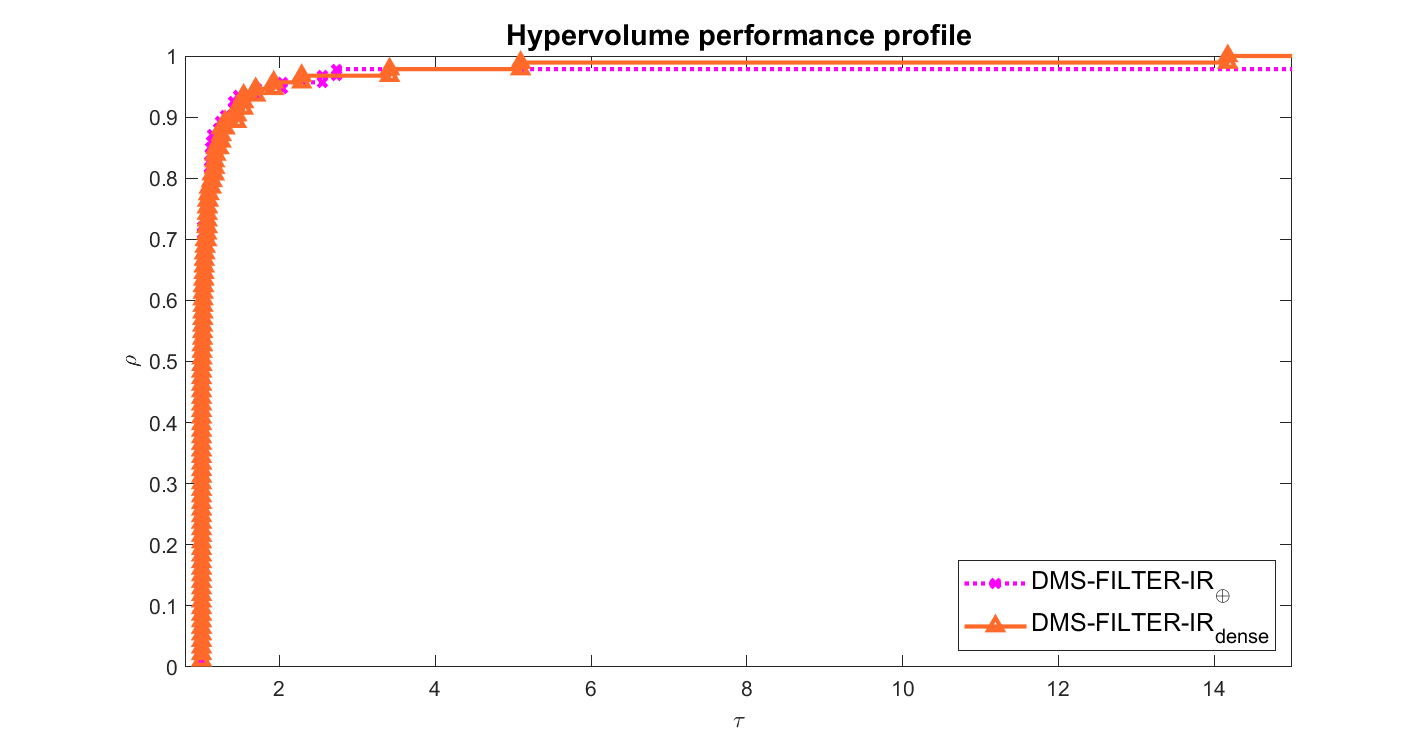 Hypervolume performance profile
ρ
1
0.9
0.8
0.7
0.6
0.5
0.4
0.3
0.2
0.1
0
2 4 6 8 10 12 14
τ
DMS-FILTER-IR⊕
DMS-FILTER-IRdense